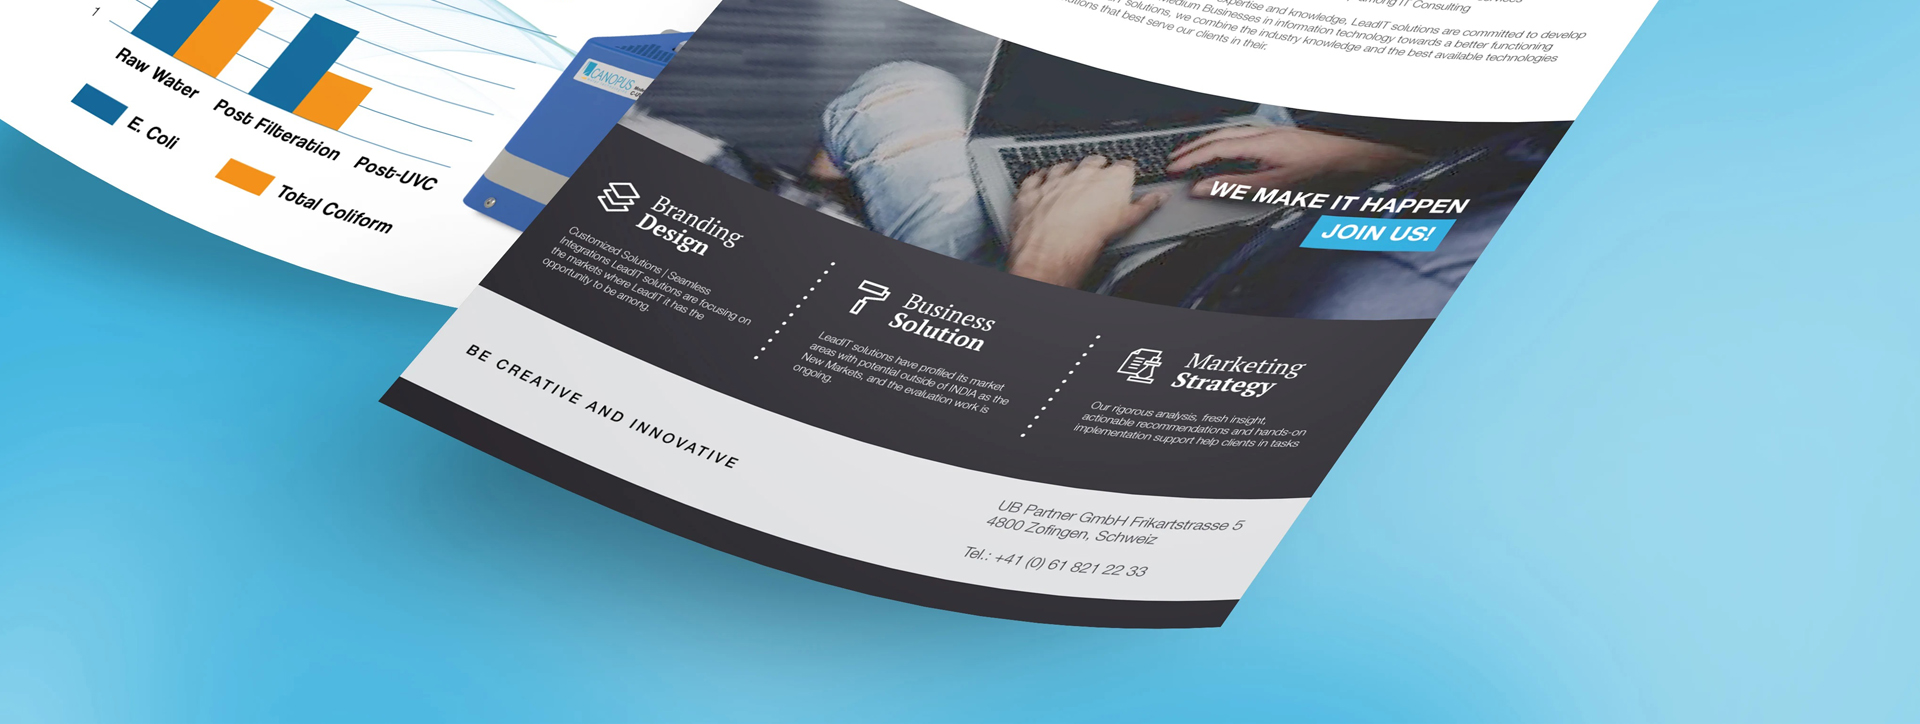 1
Raw Water
Post Filteration
Post-UVC
E. Coli
Total Coliform
CANOPUS
expertise and knowledge, LeadIT solutions are committed to develop
Medium Businesses in information technology towards a better functioning
solutions, we combine the industry knowledge and the best available technologies
that best serve our clients in their.
among IT Consulting
WE MAKE IT HAPPEN
JOIN US!
Branding
Design
Customized Solutions | Seamless
Integrations LeadIT solutions are focusing on
the markets where LeadIT it has the
opportunity to be among.
Business
Solution
LeadIT solutions have profiled its market
areas with potential outside of INDIA as the
New Markets, and the evaluation work is
ongoing.
Marketing
Strategy
Our rigorous analysis, fresh insight,
actionable recommendations and hands-on
implementation support help clients in tasks
BE CREATIVE AND INNOVATIVE
UB Partner GmbH Frikartstrasse 5
4800 Zofingen, Schweiz
Tel.: +41 (0) 61 821 22 33